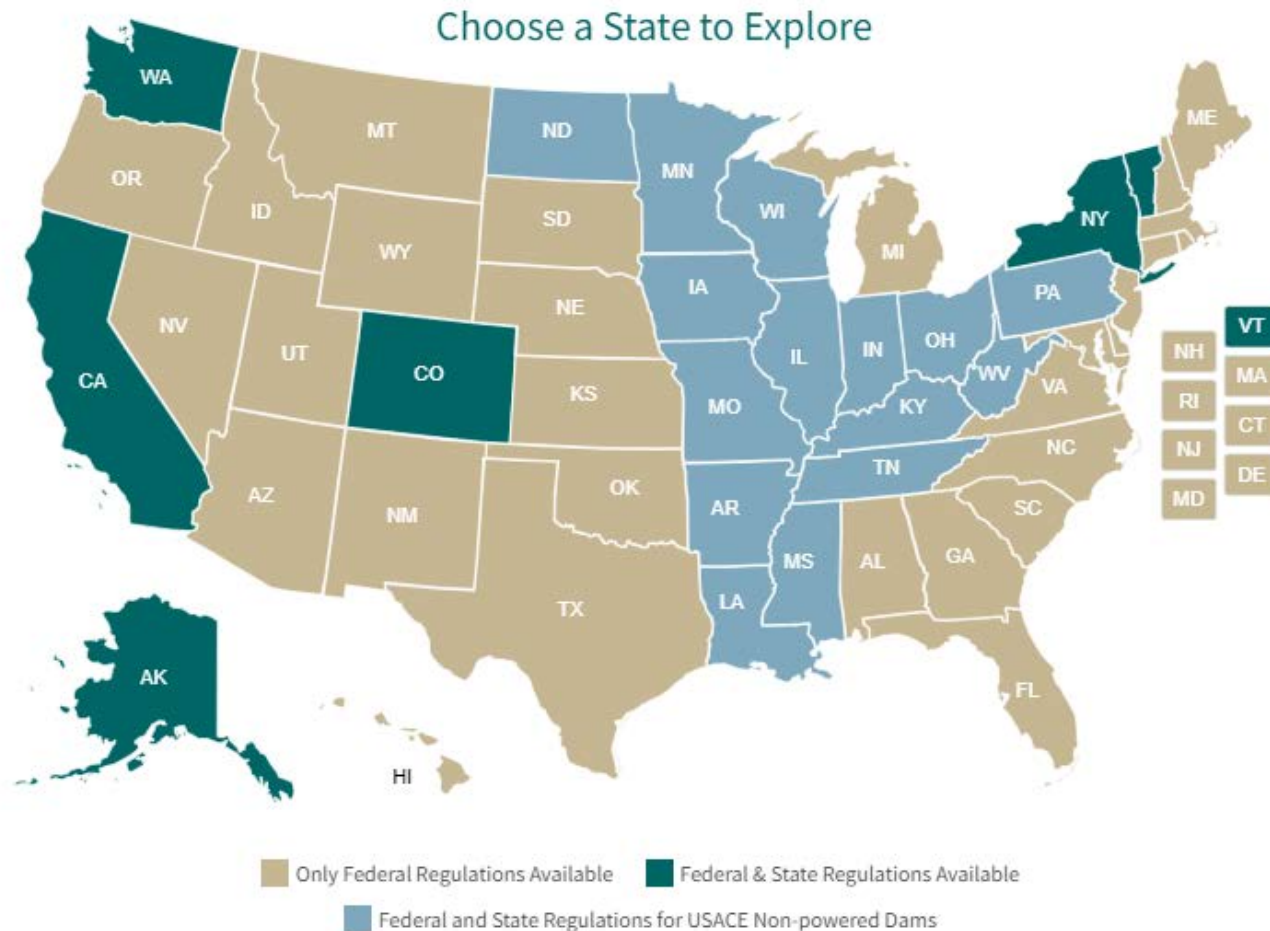 Choose a State to Explore
WA
MT
ND
ME
MN
OR
ID
SD
WI
NY
WY
MI
IA
PA
NE
NV
UT
IL
IN
OH
VT
NH
CA
CO
WV
MA
KS
MO
KY
VA
RI
CT
NC
NJ
TN
DE
AZ
OK
MD
NM
AR
SC
MS
AL
GA
LA
TX
AK
FL
HI
Only Federal Regulations Available
Federal & State Regulations Available
Federal and State Regulations for USACE Non-powered Dams